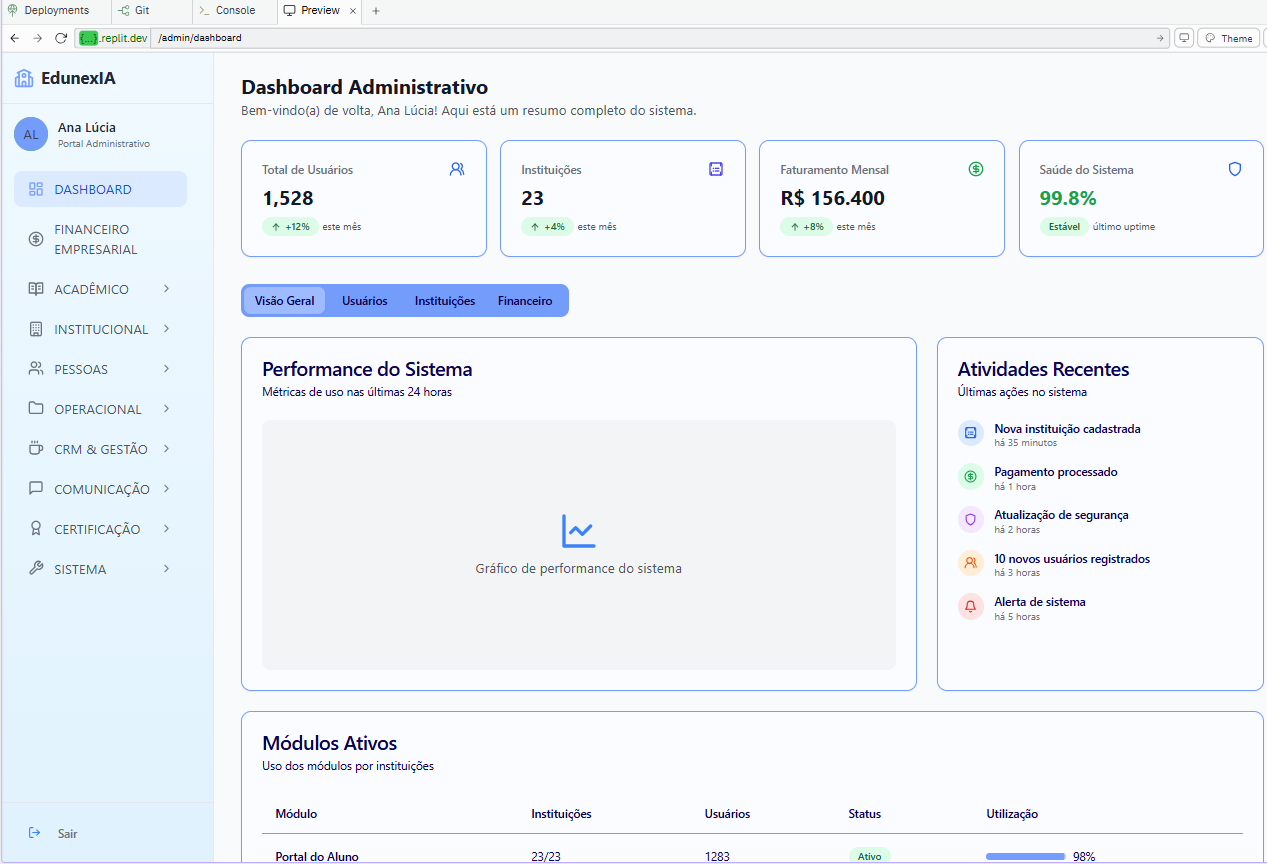 Deployments
Git
Console
Preview
{...}.replit.dev
/admin/dashboard
Theme
EdunexIA
AL
Ana Lúcia
Portal Administrativo
DASHBOARD
FINANCEIRO
EMPRESARIAL
ACADÊMICO
INSTITUCIONAL
PESSOAS
OPERACIONAL
CRM & GESTÃO
COMUNICAÇÃO
CERTIFICAÇÃO
SISTEMA
Sair
Dashboard Administrativo
Bem-vindo(a) de volta, Ana Lúcia! Aqui está um resumo completo do sistema.
Total de Usuários
1,528
+12% este mês
Instituições
23
+4% este mês
Faturamento Mensal
R$ 156.400
+8% este mês
Saúde do Sistema
99.8%
Estável último uptime
Visão Geral
Usuários
Instituições
Financeiro
Performance do Sistema
Métricas de uso nas últimas 24 horas
Gráfico de performance do sistema
Atividades Recentes
Últimas ações no sistema
Nova instituição cadastrada
há 35 minutos
Pagamento processado
há 1 hora
Atualização de segurança
há 2 horas
10 novos usuários registrados
há 3 horas
Alerta de sistema
há 5 horas
Módulos Ativos
Uso dos módulos por instituições
Módulo Instituições Usuários Status Utilização
Portal do Aluno 23/23 1283 Ativo 98%